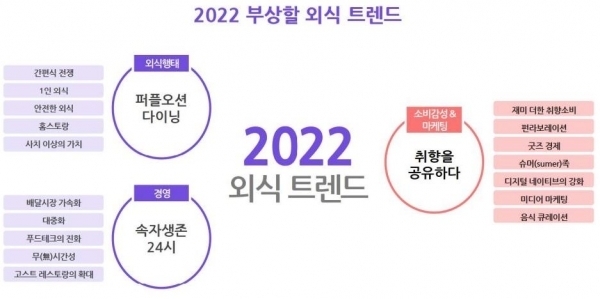 2022 부상할 외식 트렌드
외식행태
퍼플오션
다이닝
간편식 전쟁
1인 외식
안전한 외식
홈스토랑
사치 이상의 가치
경영
속자생존
24시
배달시장 가속화
대중화
푸드테크의 진화
무(無)시간성
고스트 레스토랑의 확대
2022
외식 트렌드
소비감성 &
마케팅
취향을
공유하다
재미 더한 취향소비
펀라보레이션
굿즈 경제
슈머(sumer)족
디지털 네이티브의 강화
미디어 마케팅
음식 큐레이션